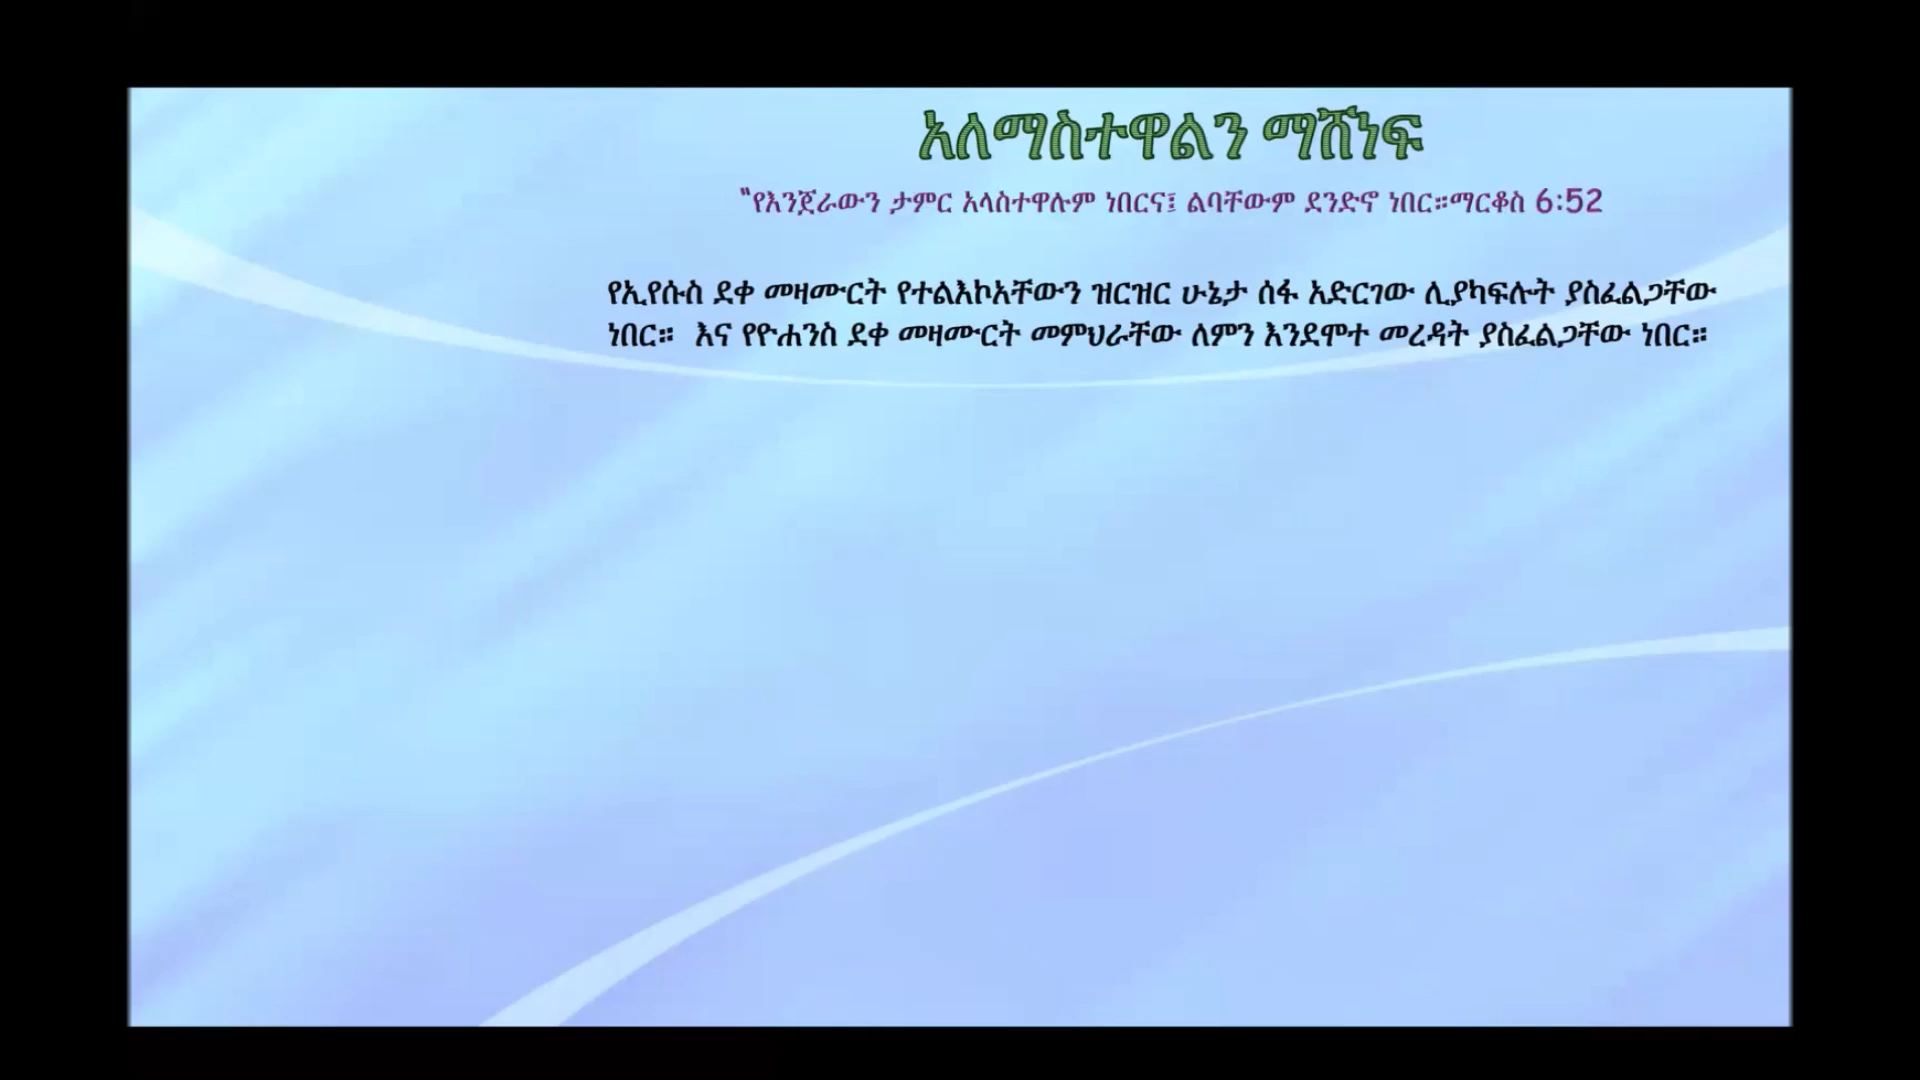 አለማስተዋልን ማሸነፍ
"የእንጀራውን ታምር አላስተዋሉም ነበርና፤ ልባቸውም ደንድኖ ነበር።ማርቆስ 6:52
የኢየሱስ ደቀ መዛሙርት የተልእኮአቸውን ዝርዝር ሁኔታ ሰፋ አድርገው ሊያካፍሉት ያስፈልጋቸው
ነበር። እና የዮሐንስ ደቀ መዛሙርት መምህራቸው ለምን እንደሞተ መረዳት ያስፈልጋቸው ነበር።